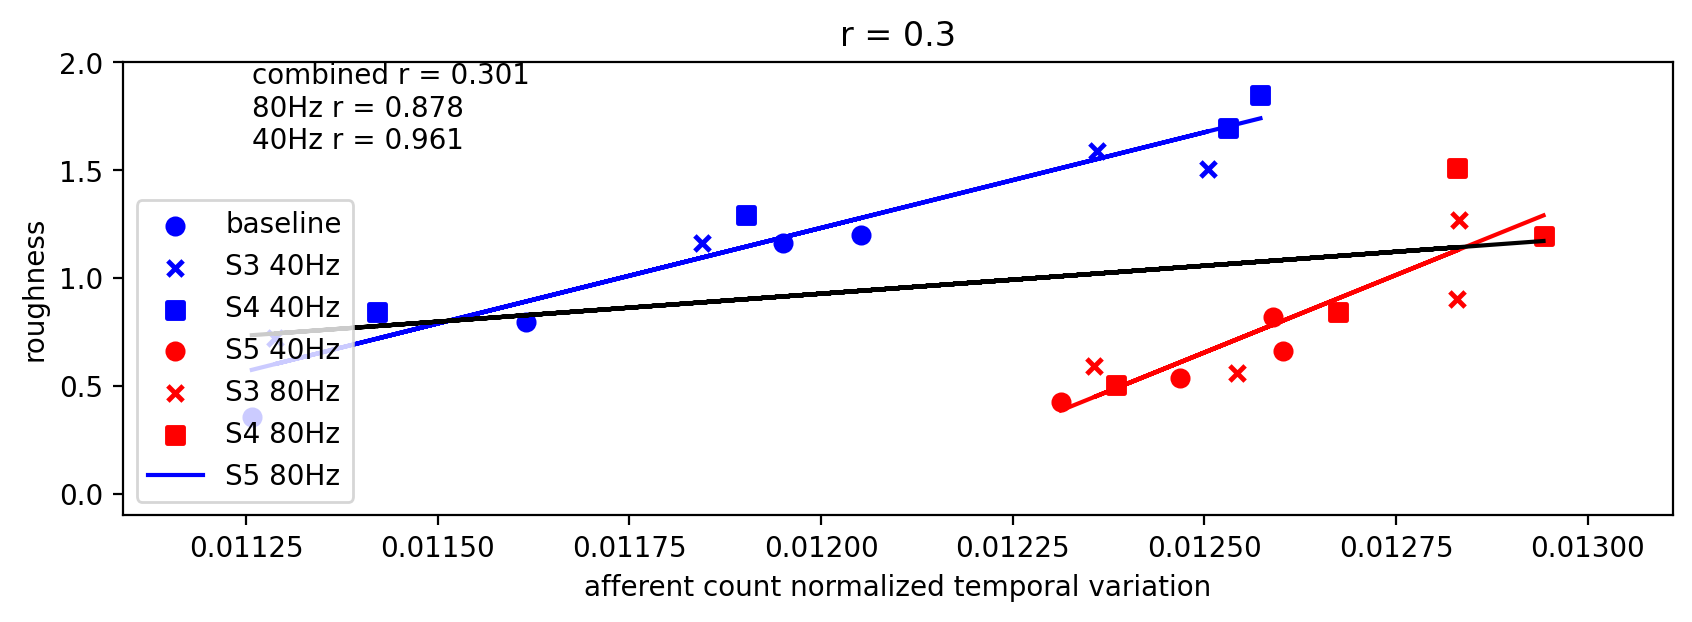 r = 0.3
combined r = 0.301
80Hz r = 0.878
40Hz r = 0.961
2.0
1.5
1.0
0.5
0.0
roughness
baseline
S3 40Hz
S4 40Hz
S5 40Hz
S3 80Hz
S4 80Hz
S5 80Hz
0.01125 0.01150 0.01175 0.01200 0.01225 0.01250 0.01275 0.01300
afferent count normalized temporal variation